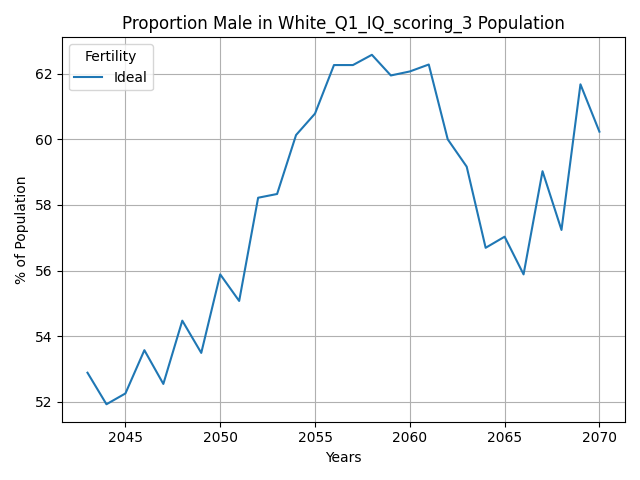 Proportion Male in White_Q1_IQ_scoring_3 Population
Fertility
Ideal
% of Population
62
60
58
56
54
52
2045 2050 2055 2060 2065 2070
Years